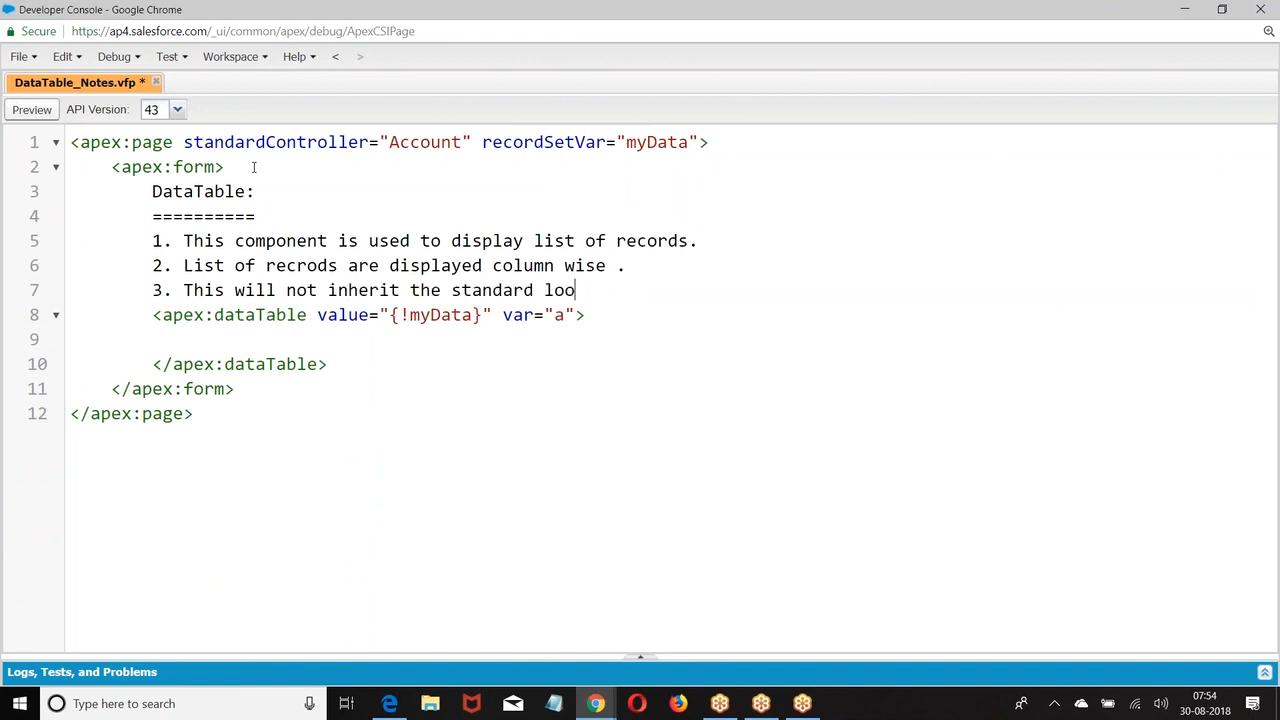 Developer Console - Google Chrome
Secure https://ap4.salesforce.com/_ui/common/apex/debug/ApexCSIPage
File Edit Debug Test Workspace Help < >
DataTable_Notes.vfp *
Preview API Version: 43
1 <apex:page standardController="Account" recordSetVar="myData">
2 <apex:form>
3 DataTable:
4 ==========
5 1. This component is used to display list of records.
6 2. List of recrods are displayed column wise .
7 3. This will not inherit the standard loo
8 <apex:dataTable value="{!myData}" var="a">
9
10 </apex:dataTable>
11 </apex:form>
12 </apex:page>
Logs, Tests, and Problems
Type here to search
07:54
30-08-2018